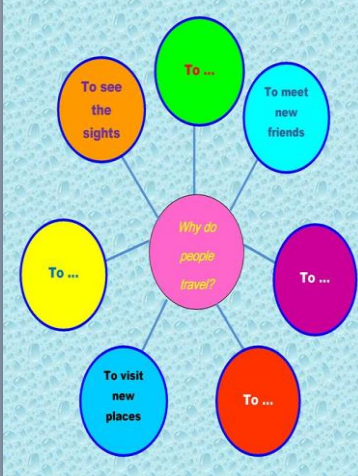 To ...
To see
the
sights
To meet
new
friends
Why do
people
travel?
To ...
To ...
To visit
new
places
To ...